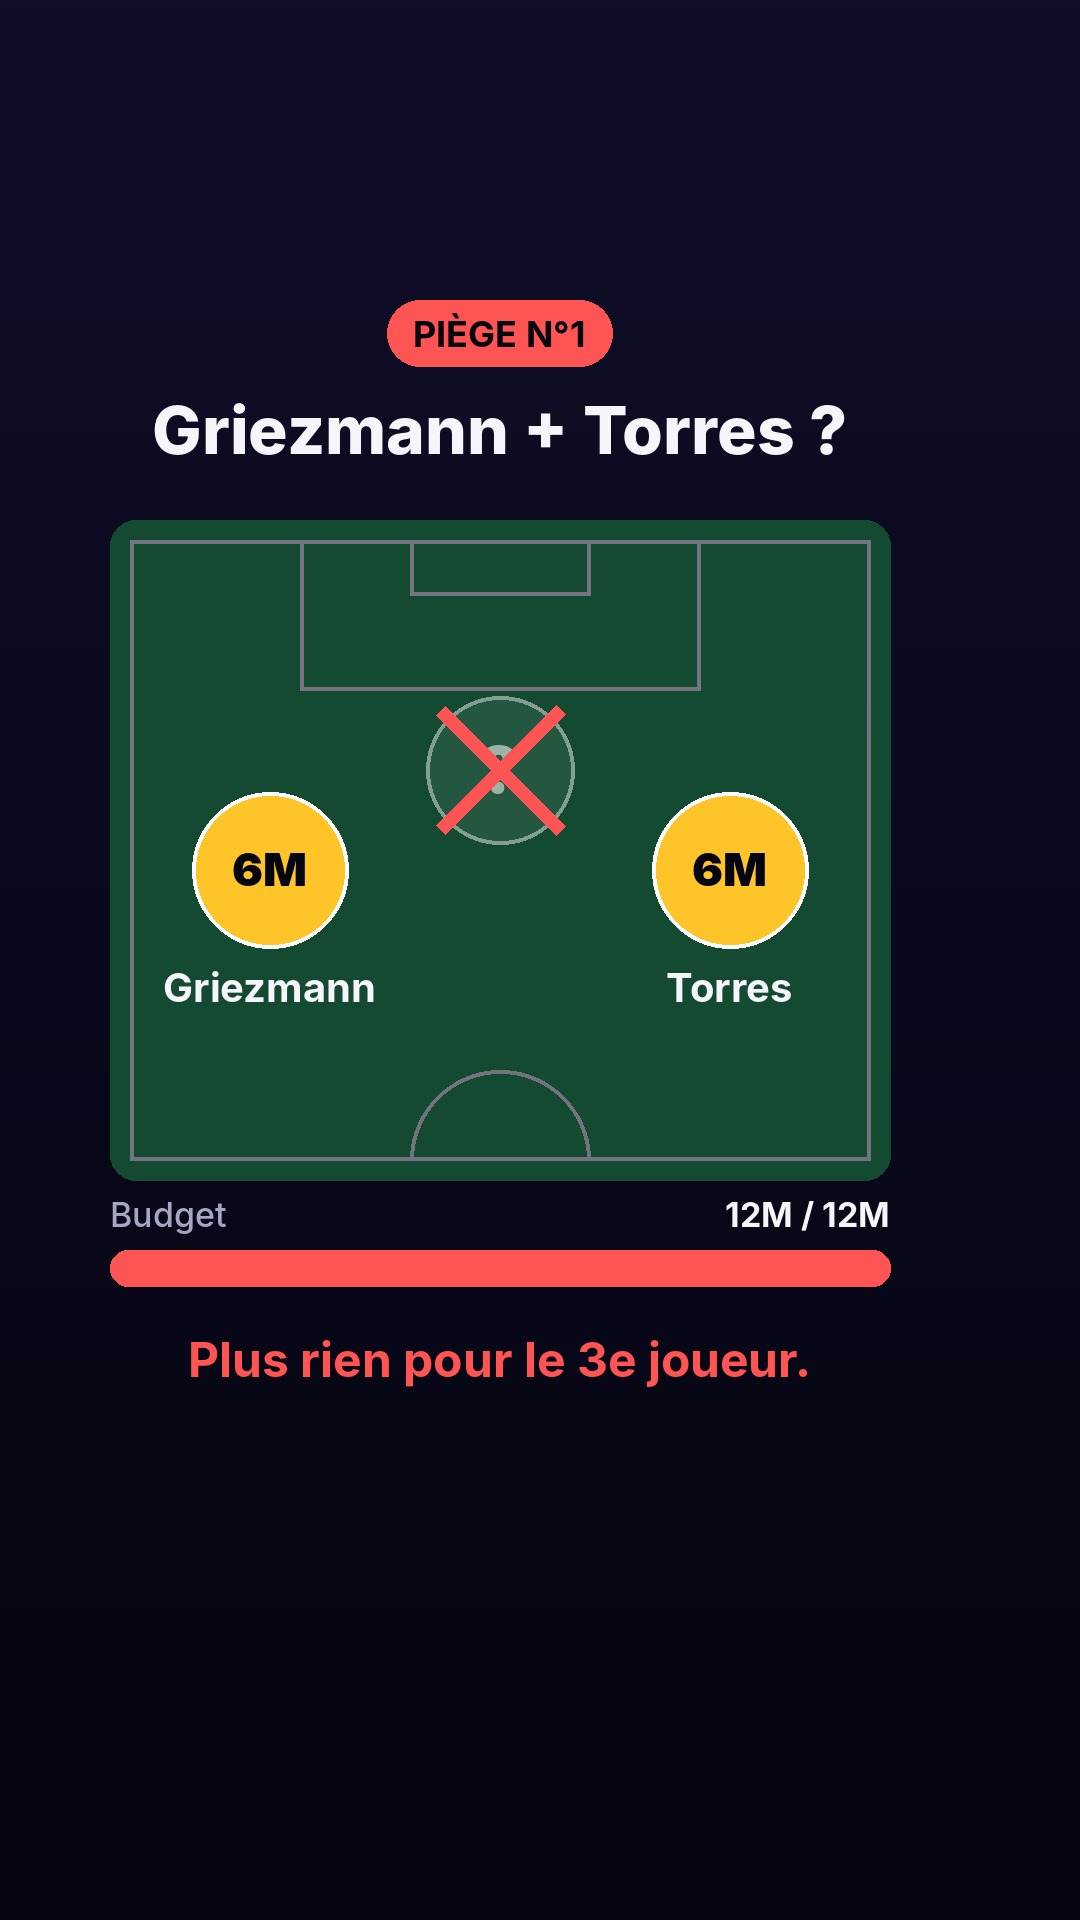 PIÈGE N°1
Griezmann + Torres ?
?
6M
6M
Griezmann
Torres
Budget
12M / 12M
Plus rien pour le 3e joueur.